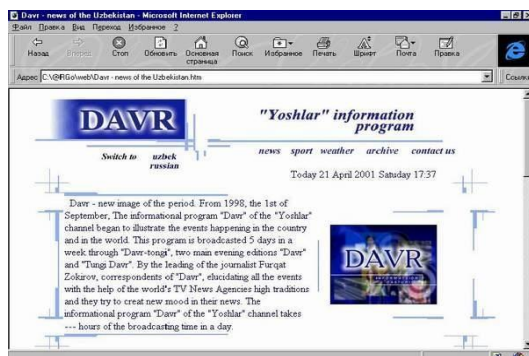 Davr - news of the Uzbekistan - Microsoft Internet Explorer
Файл Правка Вид Переход Избранное ?
Назад Вперед Стоп Обновить Основная страница Поиск Избранное Печать Шрифт Почта Правка
Адрес C:\@RGo\web\Davr - news of the Uzbekistan.htm Ссылки
DAVR
"Yoshlar" information
program
Switch to uzbek
russian
news sport weather archive contact us
Today 21 April 2001 Satuday 17:37
Davr - new image of the period. From 1998, the 1st of
September, The informational program "Davr" of the "Yoshlar"
channel began to illustrate the events happening in the country
and in the world. This program is broadcasted 5 days in a
week through "Davr-tongi", two main evening editions "Davr"
and "Tungi Davr". By the leading of the journalist Furqat
Zokirov, correspondents of "Davr", elucidating all the events
with the help of the world's TV News Agencies high traditions
and they try to creat new mood in their news. The
informational program "Davr" of the "Yoshlar" channel takes
--- hours of the broadcasting time in a day.
DAVR